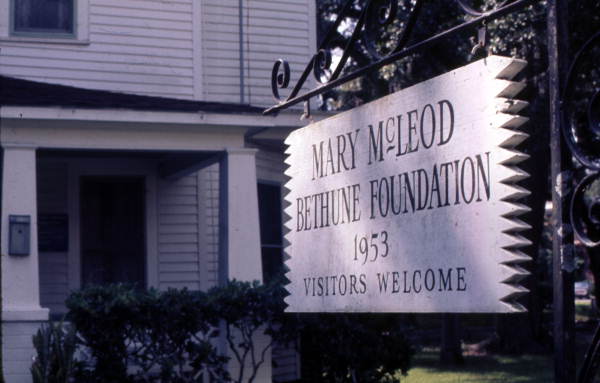 MARY McLEOD
BETHUNE FOUNDATION
1953
VISITORS WELCOME